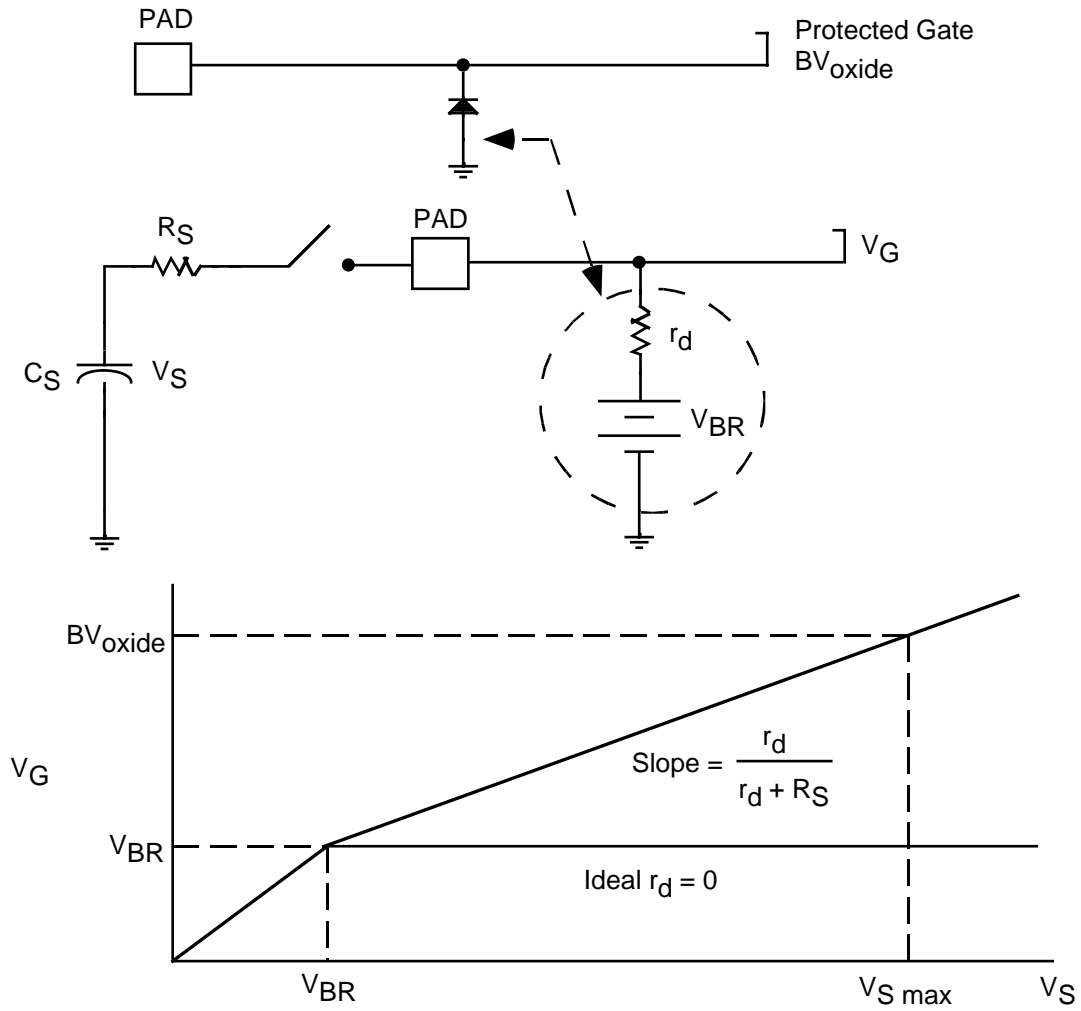 PAD
Protected Gate
BVoxide
RS
PAD
VG
rd
CS
VS
VBR
BVoxide
VG
Slope = rd
rd + RS
VBR
Ideal rd = 0
VBR
VS max
VS